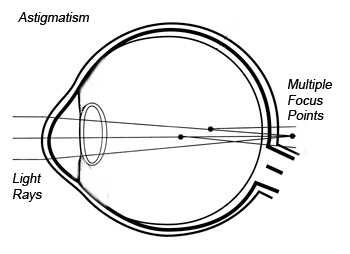 Astigmatism
Multiple
Focus
Points
Light
Rays